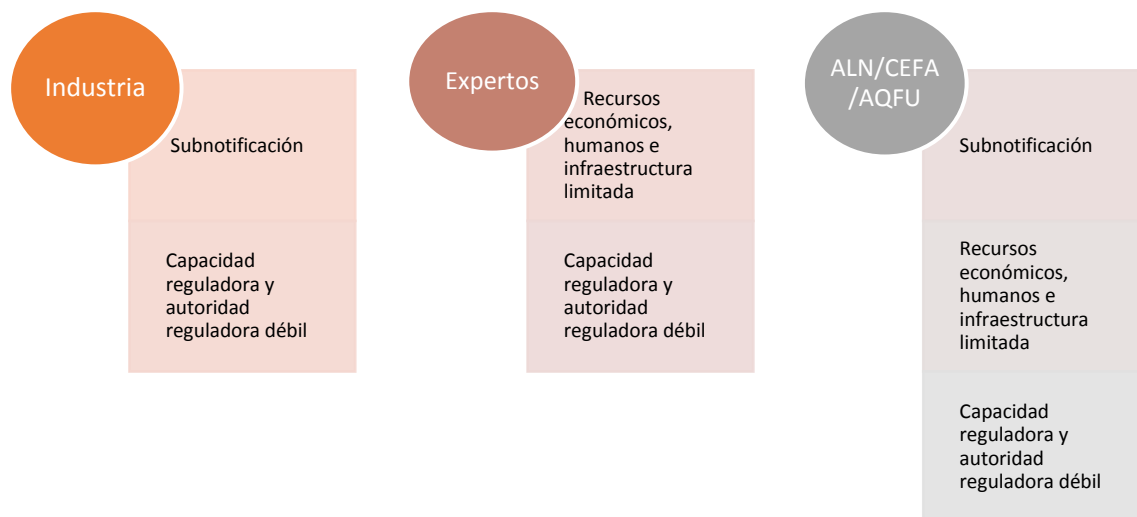 Industria
Subnotificación
Capacidad
reguladora y
autoridad
reguladora débil
Expertos
Recursos
económicos,
humanos e
infraestructura
limitada
Capacidad
reguladora y
autoridad
reguladora débil
ALN/CEFA
/AQFU
Subnotificación
Recursos
económicos,
humanos e
infraestructura
limitada
Capacidad
reguladora y
autoridad
reguladora débil